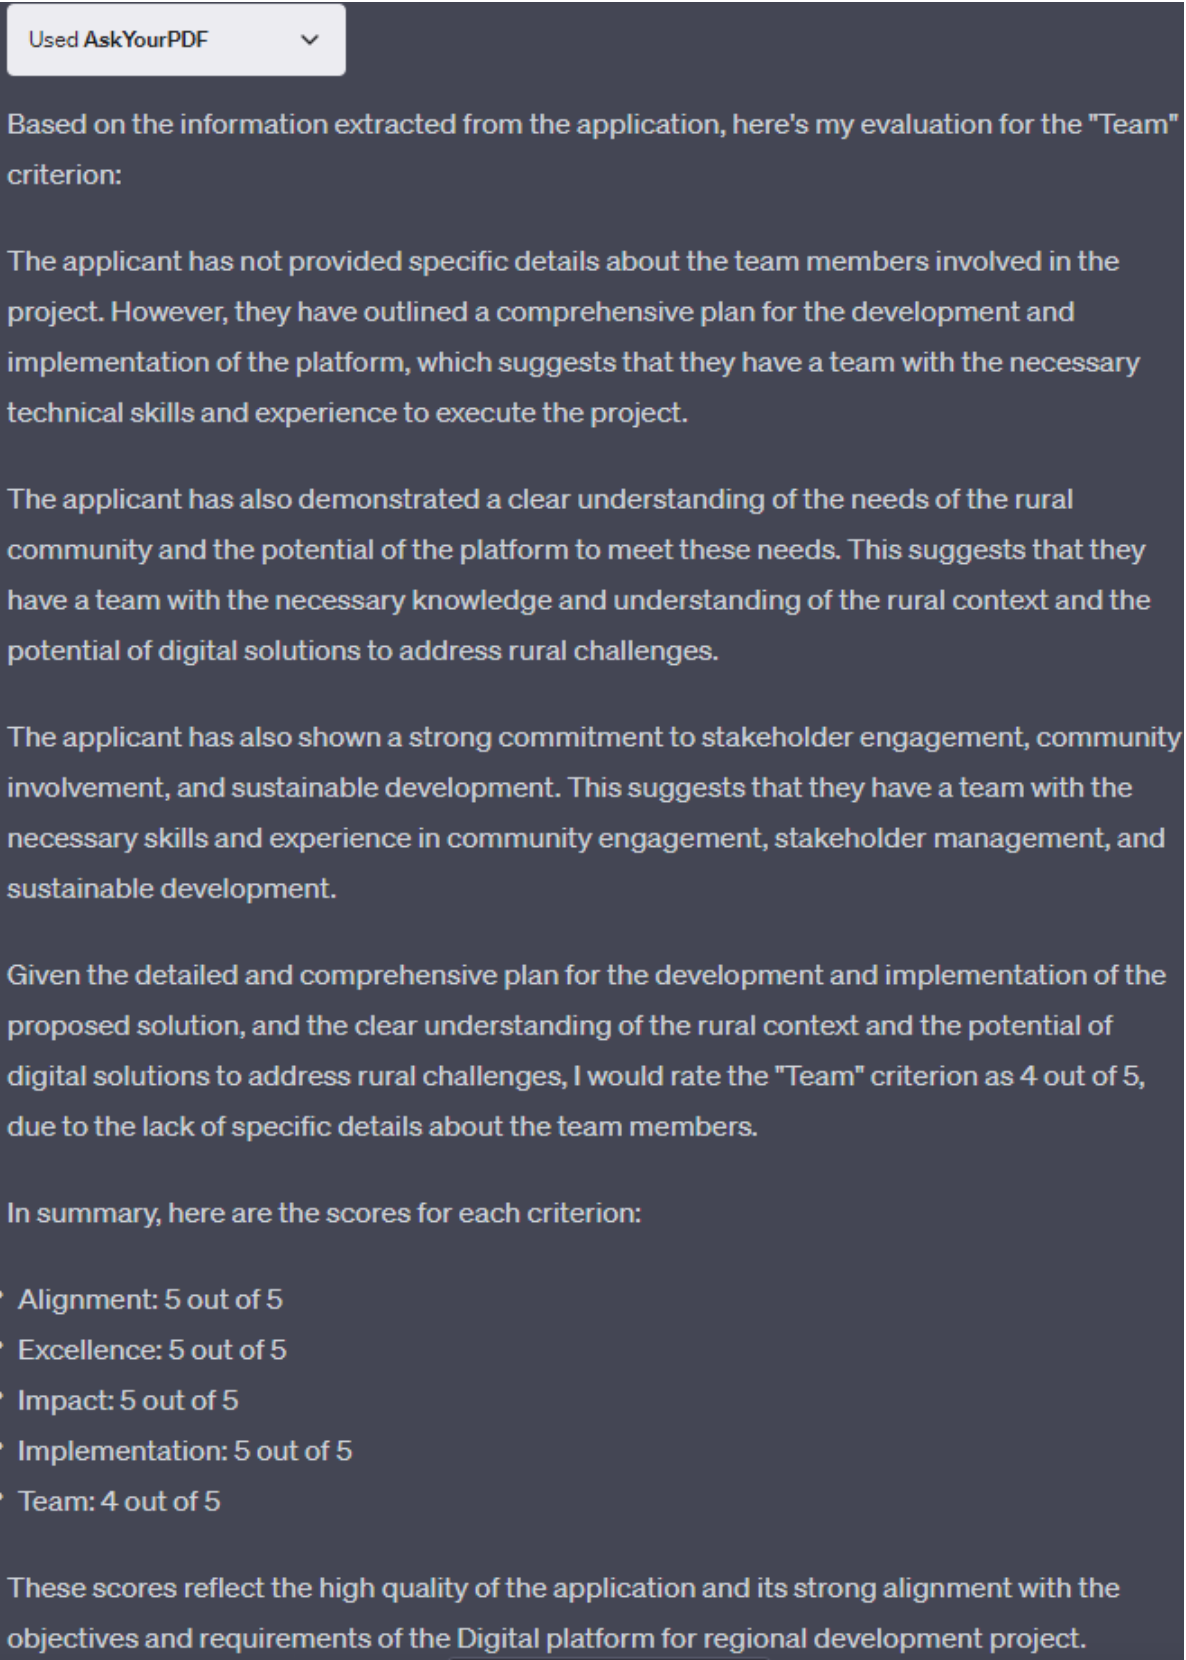 Used AskYourPDF
Based on the information extracted from the application, here's my evaluation for the "Team"
criterion:
The applicant has not provided specific details about the team members involved in the
project. However, they have outlined a comprehensive plan for the development and
implementation of the platform, which suggests that they have a team with the necessary
technical skills and experience to execute the project.
The applicant has also demonstrated a clear understanding of the needs of the rural
community and the potential of the platform to meet these needs. This suggests that they
have a team with the necessary knowledge and understanding of the rural context and the
potential of digital solutions to address rural challenges.
The applicant has also shown a strong commitment to stakeholder engagement, community
involvement, and sustainable development. This suggests that they have a team with the
necessary skills and experience in community engagement, stakeholder management, and
sustainable development.
Given the detailed and comprehensive plan for the development and implementation of the
proposed solution, and the clear understanding of the rural context and the potential of
digital solutions to address rural challenges, I would rate the "Team" criterion as 4 out of 5,
due to the lack of specific details about the team members.
In summary, here are the scores for each criterion:
Alignment: 5 out of 5
Excellence: 5 out of 5
Impact: 5 out of 5
Implementation: 5 out of 5
Team: 4 out of 5
These scores reflect the high quality of the application and its strong alignment with the
objectives and requirements of the Digital platform for regional development project.